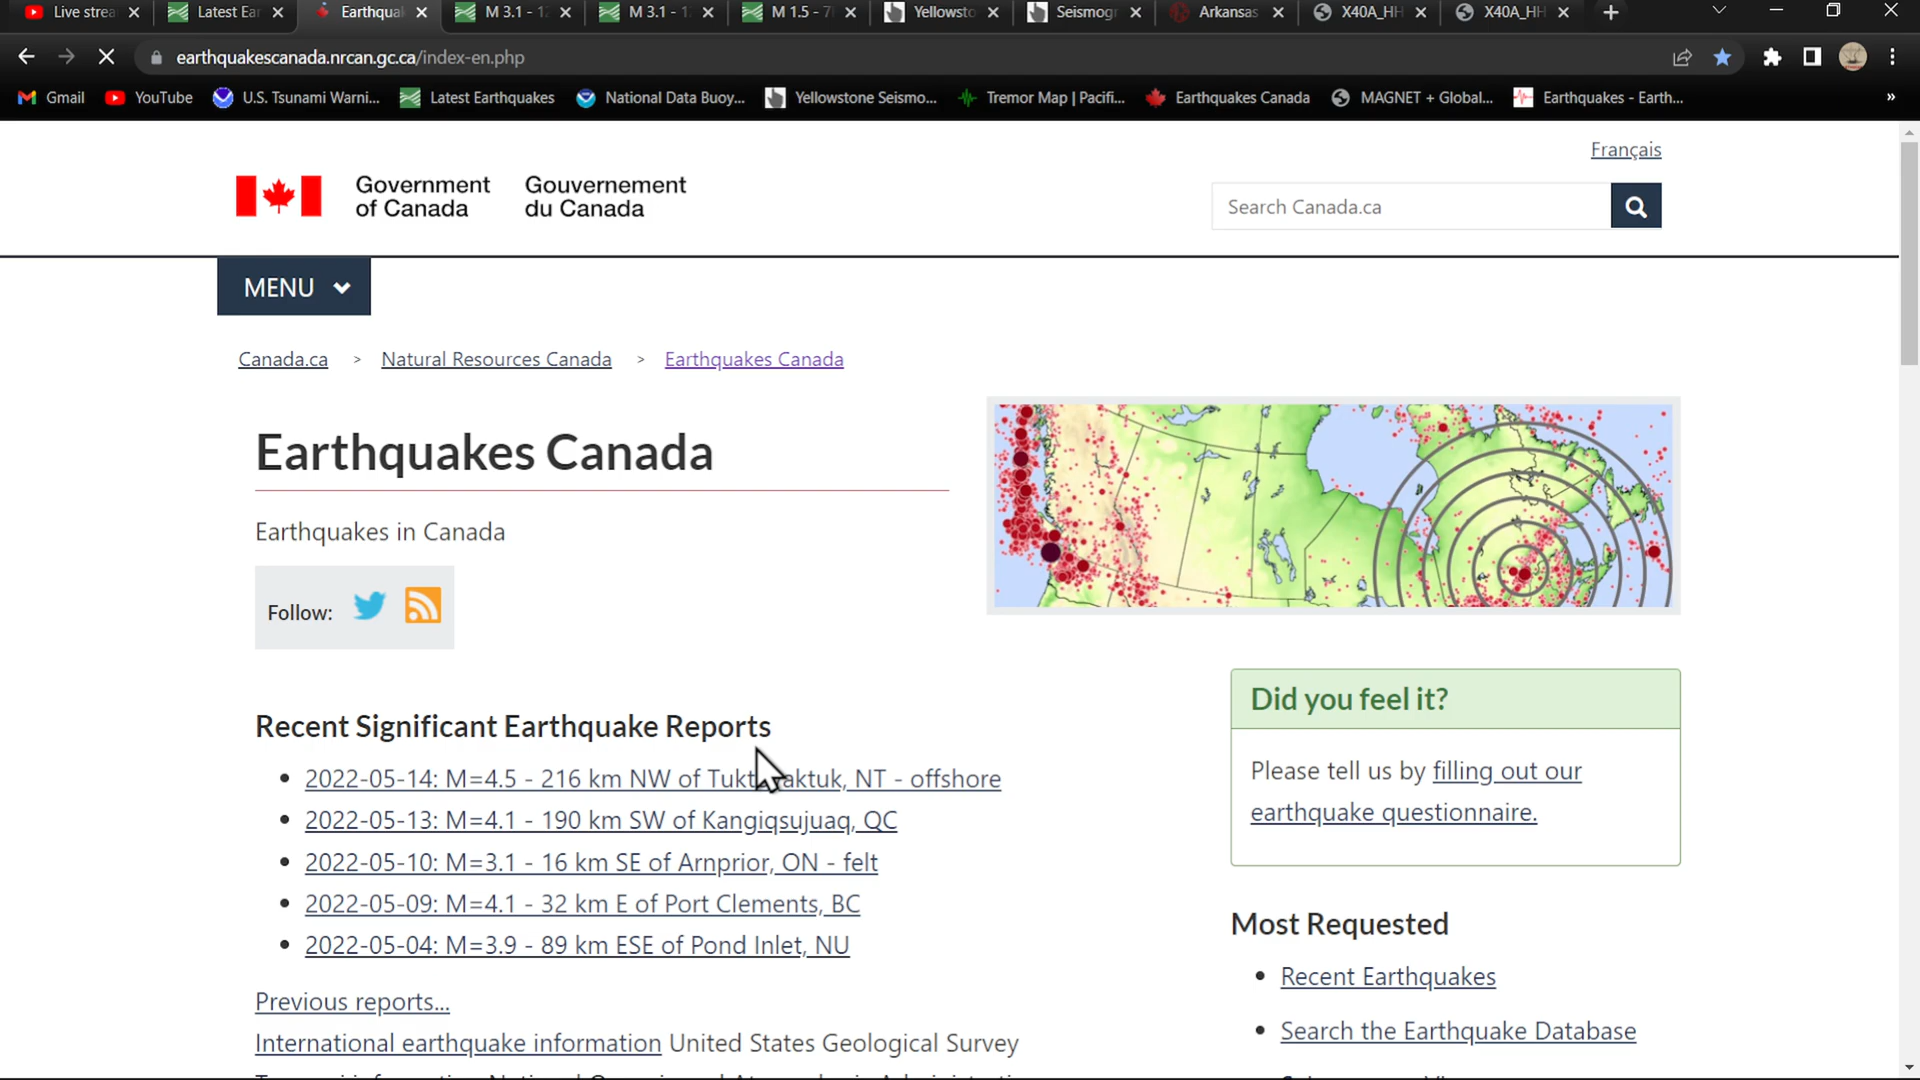 Live strea
Latest Ear
Earthqua
M 3.1 - 1
M 3.1 - 1
M 1.5 - 7
Yellowsto
Seismogr
Arkansas
X40A_HH
X40A_HH
earthquakescanada.nrcan.gc.ca/index-en.php
Gmail
YouTube
U.S. Tsunami Warni...
Latest Earthquakes
National Data Buoy...
Yellowstone Seismo...
Tremor Map | Pacifi...
Earthquakes Canada
MAGNET + Global...
Earthquakes - Earth...
»
Français
Government of Canada
Gouvernement du Canada
Search Canada.ca
MENU
Canada.ca > Natural Resources Canada > Earthquakes Canada
Earthquakes Canada
Earthquakes in Canada
Follow:
Recent Significant Earthquake Reports
2022-05-14: M=4.5 - 216 km NW of Tuktoyaktuk, NT - offshore
2022-05-13: M=4.1 - 190 km SW of Kangiqsujuaq, QC
2022-05-10: M=3.1 - 16 km SE of Arnprior, ON - felt
2022-05-09: M=4.1 - 32 km E of Port Clements, BC
2022-05-04: M=3.9 - 89 km ESE of Pond Inlet, NU
Previous reports...
International earthquake information United States Geological Survey
Did you feel it?
Please tell us by filling out our
earthquake questionnaire.
Most Requested
Recent Earthquakes
Search the Earthquake Database